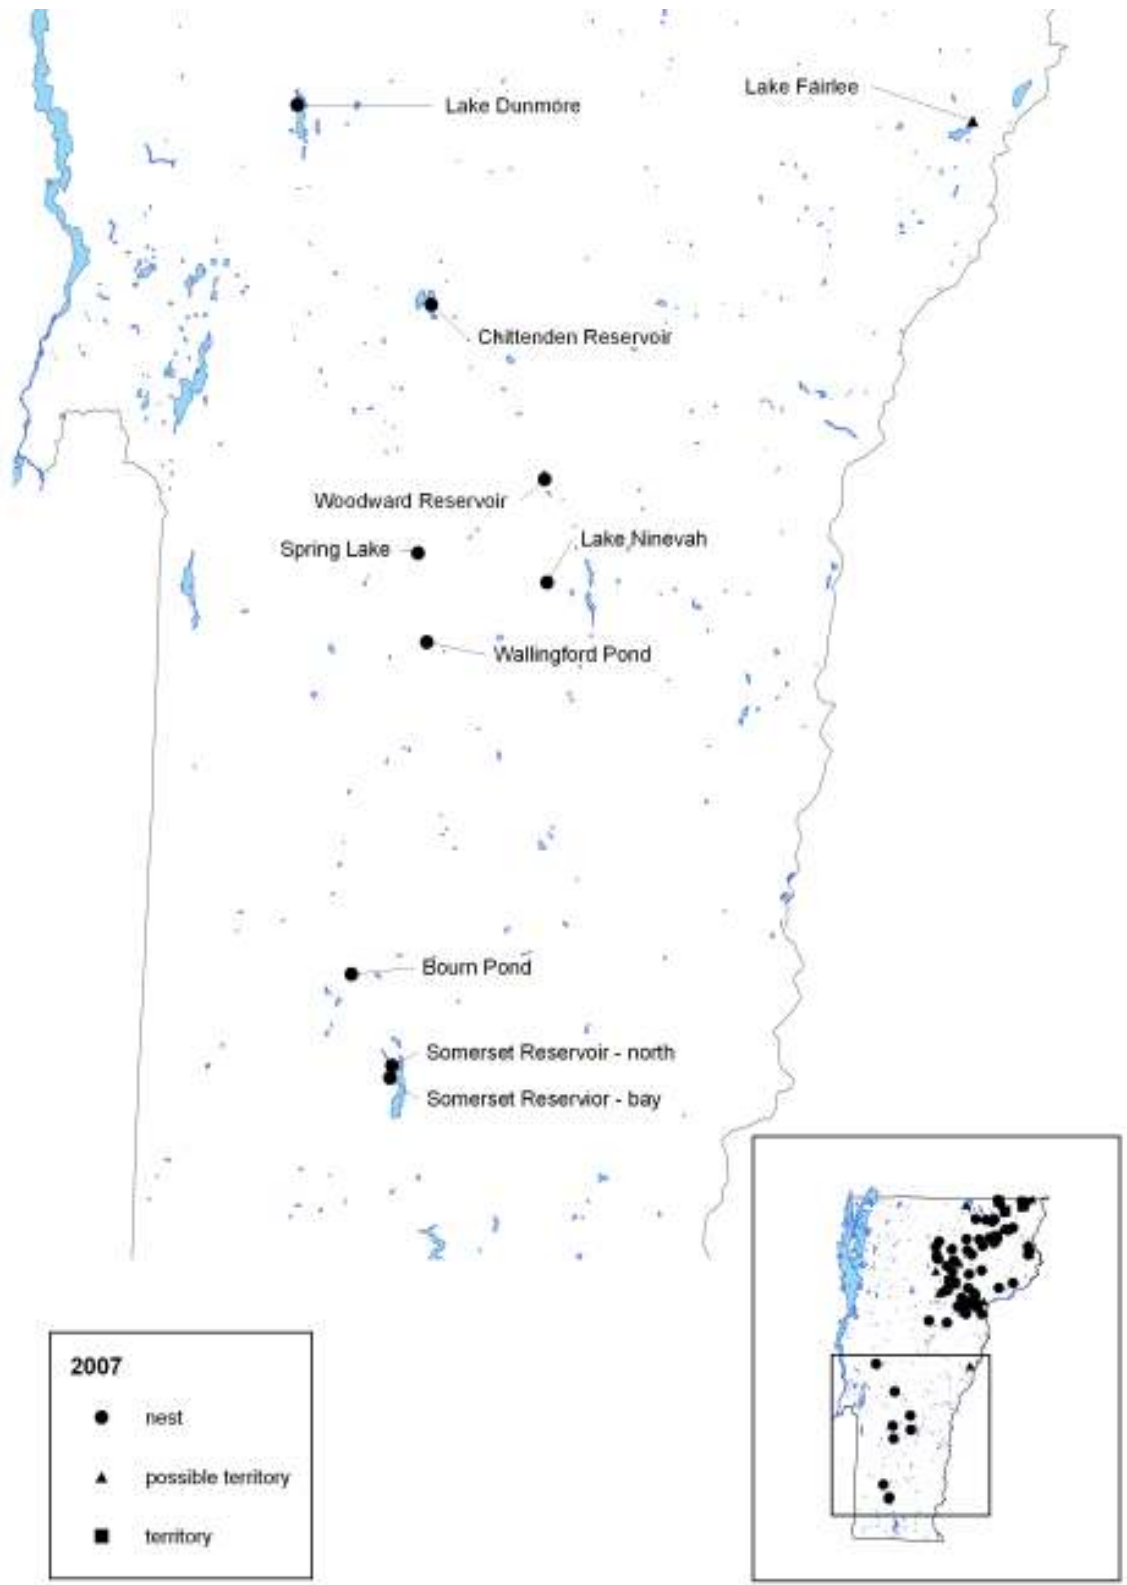 Lake Fairlee
Lake Dunmore
Chittenden Reservoir
Woodward Reservoir
Lake Ninevah
Spring Lake
Wallingford Pond
Bourn Pond
Somerset Reservoir - north
Somerset Reservior - bay
2007
nest
possible territory
territory